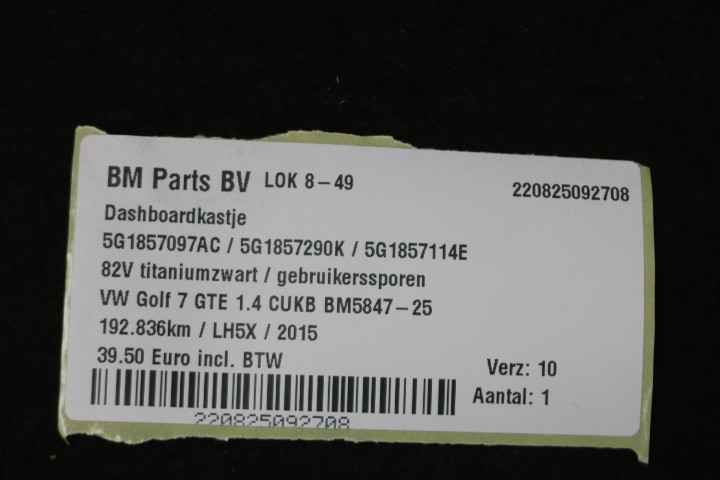 BM Parts BV LOK 8-49 220825092708
Dashboardkastje
5G1857097AC / 5G1857290K / 5G1857114E
82V titaniumzwart / gebruikerssporen
VW Golf 7 GTE 1.4 CUKB BM5847-25
192.836km / LH5X / 2015
39.50 Euro incl. BTW Verz: 10
Aantal: 1
220825092708